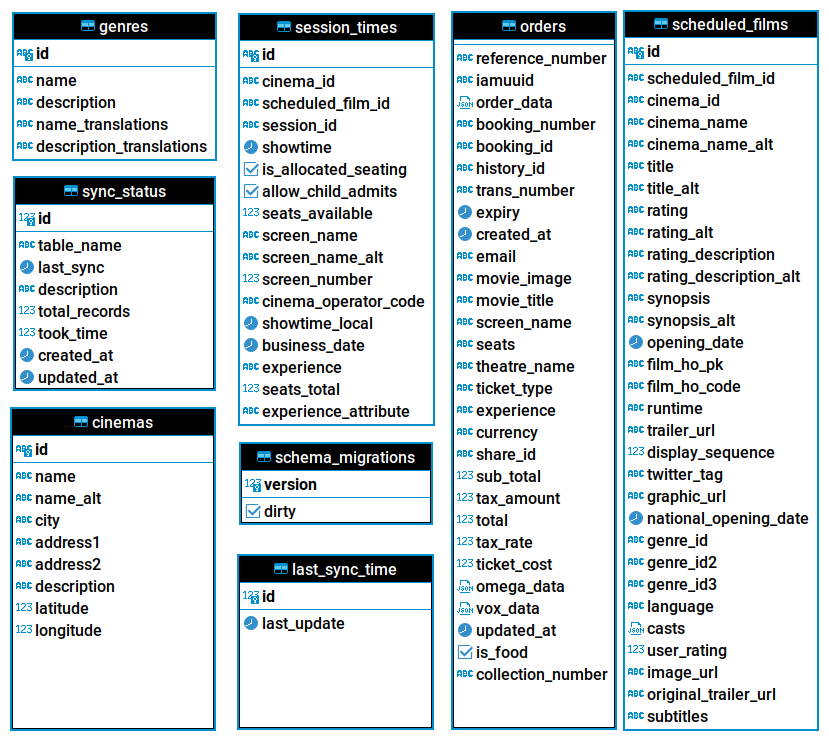 genres
id
name
description
name_translations
description_translations
sync_status
id
table_name
last_sync
description
total_records
took_time
created_at
updated_at
cinemas
id
name
name_alt
city
address1
address2
description
latitude
longitude
session_times
id
cinema_id
scheduled_film_id
session_id
showtime
is_allocated_seating
allow_child_admits
seats_available
screen_name
screen_name_alt
screen_number
cinema_operator_code
showtime_local
business_date
experience
seats_total
experience_attribute
schema_migrations
version
dirty
last_sync_time
id
last_update
orders
reference_number
iamuuid
order_data
booking_number
booking_id
history_id
trans_number
expiry
created_at
email
movie_image
movie_title
screen_name
seats
theatre_name
ticket_type
experience
currency
share_id
sub_total
tax_amount
total
tax_rate
ticket_cost
omega_data
vox_data
updated_at
is_food
collection_number
scheduled_films
id
scheduled_film_id
cinema_id
cinema_name
cinema_name_alt
title
title_alt
rating
rating_alt
rating_description
rating_description_alt
synopsis
synopsis_alt
opening_date
film_ho_pk
film_ho_code
runtime
trailer_url
display_sequence
twitter_tag
graphic_url
national_opening_date
genre_id
genre_id2
genre_id3
language
casts
user_rating
image_url
original_trailer_url
subtitles